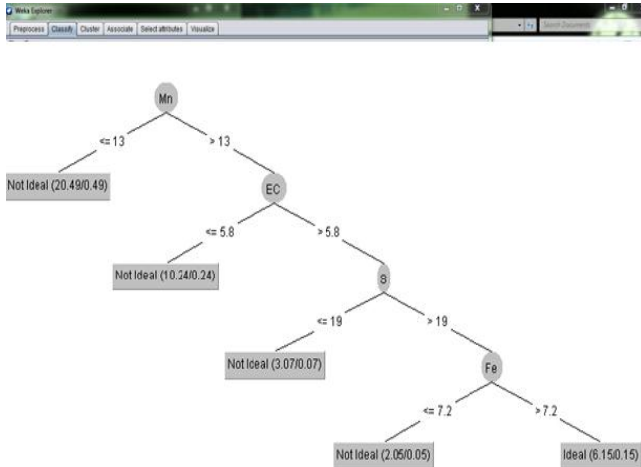 Weka Explorer
Preprocess Classify Cluster Associate Select attributes Visualize
Search Documents
Mn
<= 13 > 13
Not Ideal (20.49/0.49)
EC
<= 5.8 > 5.8
Not Ideal (10.24/0.24)
S
<= 19 > 19
Not Ideal (3.07/0.07)
Fe
<= 7.2 > 7.2
Not Ideal (2.05/0.05) Ideal (6.15/0.15)